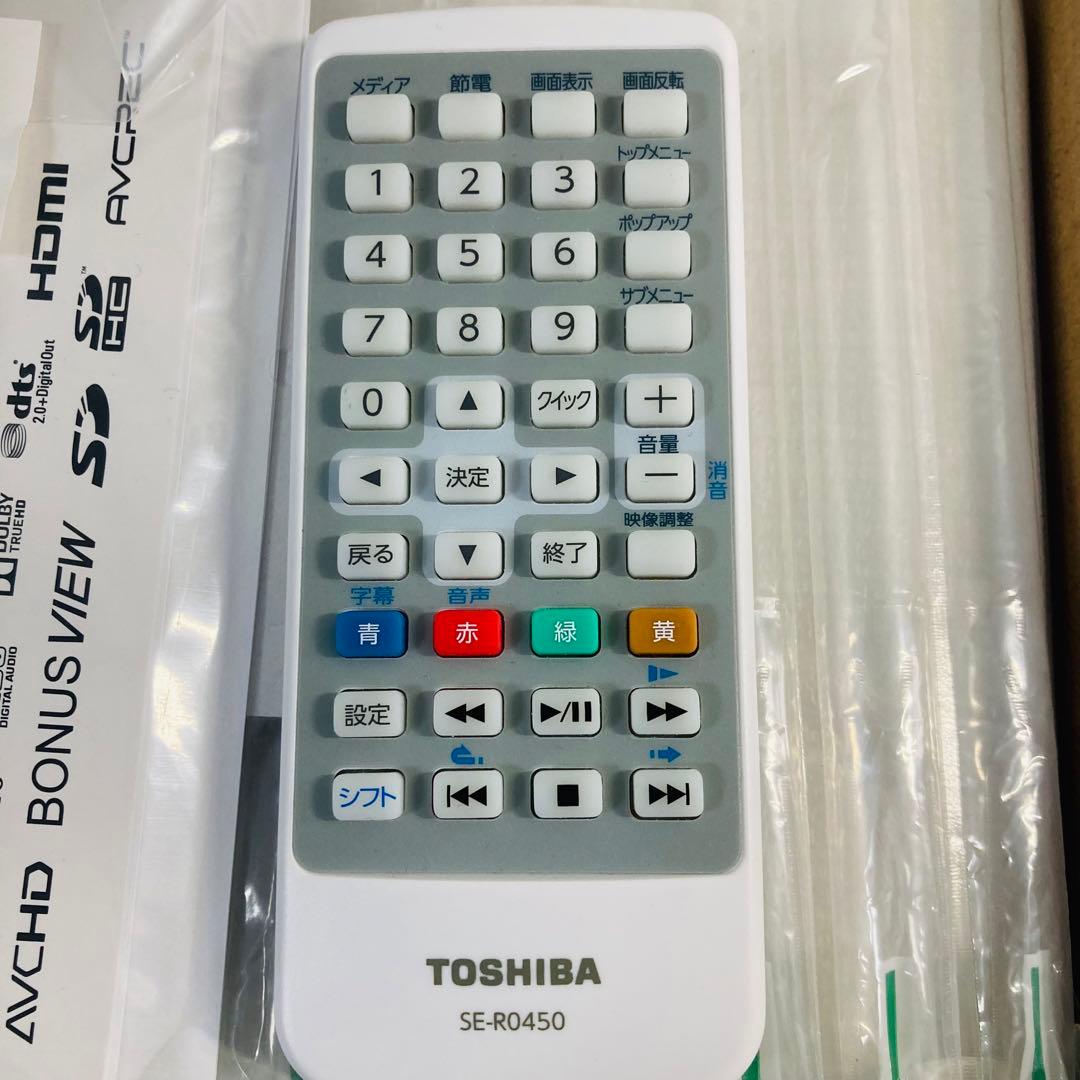 メディア 節電 画面表示 画面反転
トップメニュー
1 2 3
ポップアップ
4 5 6
サブメニュー
7 8 9
0 ▲ クイック +
音量
◀ 決定 ▶ − 消音
映像調整
戻る ▼ 終了
字幕 音声
青 赤 緑 黄
設定 ◀◀ ▶/II ▶▶
シフト I◀◀ ■ ▶▶I
TOSHIBA
SE-R0450
AVCREC™
HDMI
SD™
HC
dts
2.0+Digital Out
SD
DOLBY
TRUEHD
BONUSVIEW
DIGITAL AUDIO
AVCHD